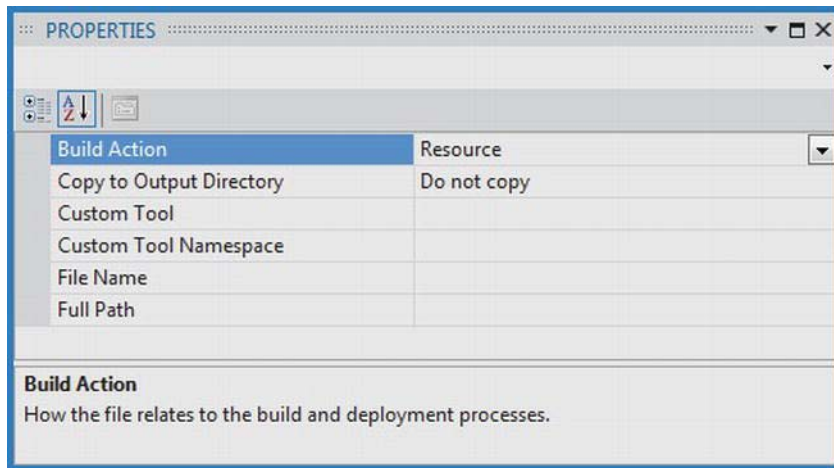 PROPERTIES
Build Action Resource
Copy to Output Directory Do not copy
Custom Tool
Custom Tool Namespace
File Name
Full Path
Build Action
How the file relates to the build and deployment processes.